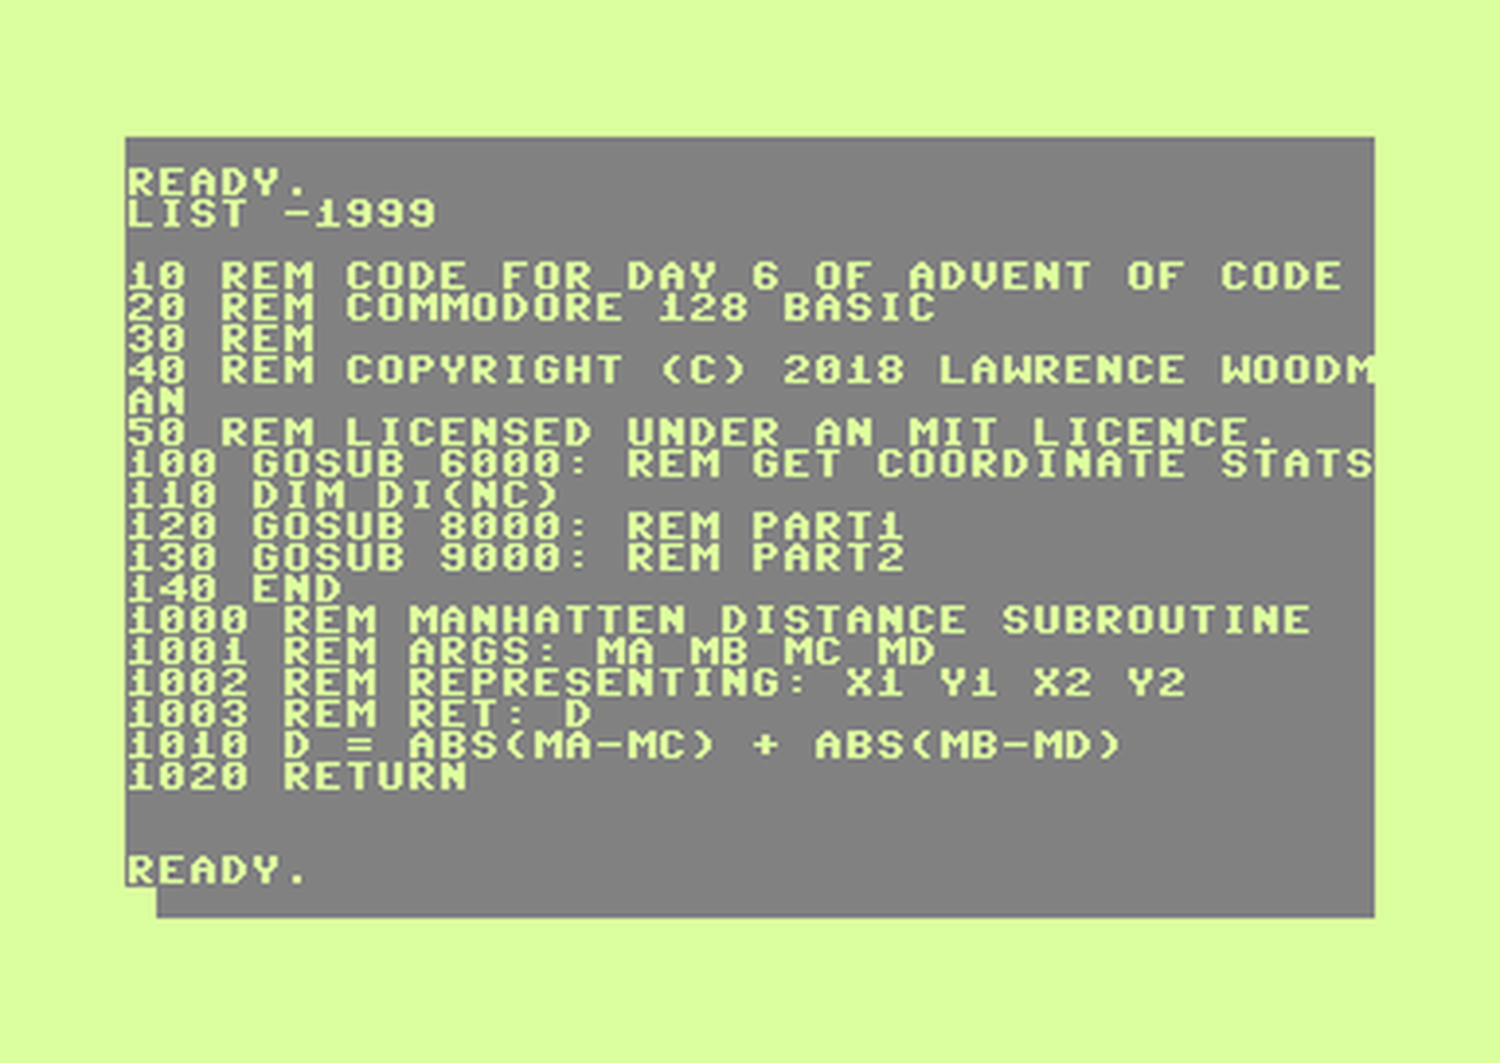 READY.
LIST -1999
10 REM CODE FOR DAY 6 OF ADVENT OF CODE
20 REM COMMODORE 128 BASIC
30 REM
40 REM COPYRIGHT (C) 2018 LAWRENCE WOODM
AN
50 REM LICENSED UNDER AN MIT LICENCE.
100 GOSUB 6000: REM GET COORDINATE STATS
110 DIM DI(NC)
120 GOSUB 8000: REM PART1
130 GOSUB 9000: REM PART2
140 END
1000 REM MANHATTEN DISTANCE SUBROUTINE
1001 REM ARGS: MA MB MC MD
1002 REM REPRESENTING: X1 Y1 X2 Y2
1003 REM RET: D
1010 D = ABS(MA-MC) + ABS(MB-MD)
1020 RETURN
READY.